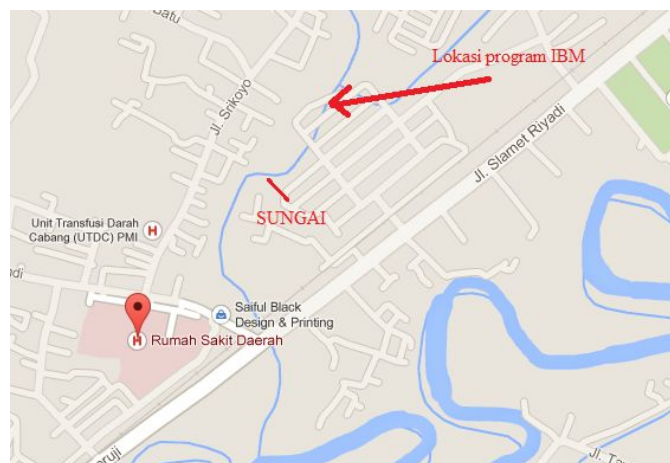 Batu
Lokasi program IBM
Jl. Srikoyo
Jl. Slamet Riyadi
SUNGAI
Unit Transfusi Darah
Cabang (UTDC) PMI
H
Saiful Black
Design & Printing
H
Rumah Sakit Daerah